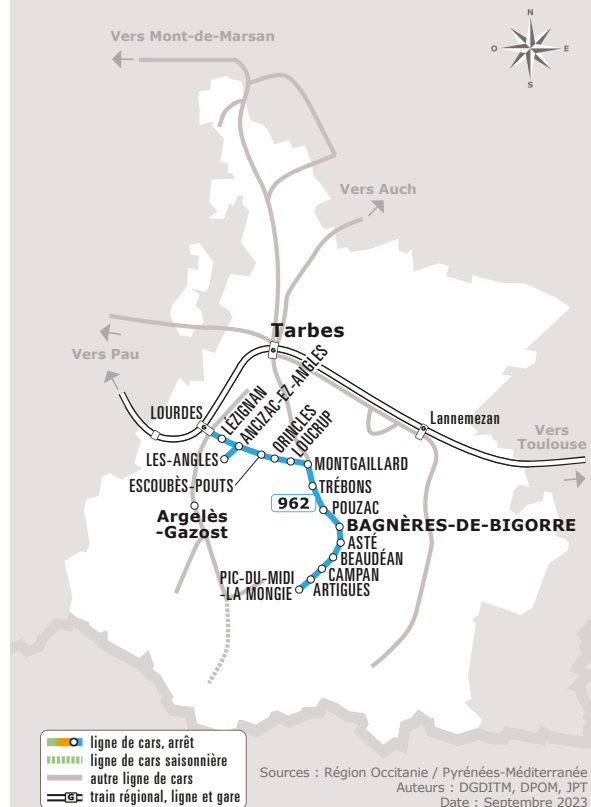 N
O
E
S
Vers Mont-de-Marsan
Vers Auch
Tarbes
Vers Pau
LOURDES
LÉZIGNAN
ANCIZAC-EZ-ANGLES
ORINCLES
LOUCRUP
Lannemezan
Vers
Toulouse
LES-ANGLES
MONTGAILLARD
ESCOUBÈS-POUTS
TRÉBONS
962
POUZAC
Argelès
-Gazost
BAGNÈRES-DE-BIGORRE
ASTÉ
BEAUDÉAN
CAMPAN
PIC-DU-MIDI
-LA MONGIE
ARTIGUES
G
G
G
ligne de cars, arrêt
ligne de cars saisonnière
autre ligne de cars
G
train régional, ligne et gare
Sources : Région Occitanie / Pyrénées-Méditerranée
Auteurs : DGDITM, DPOM, JPT
Date : Septembre 2023